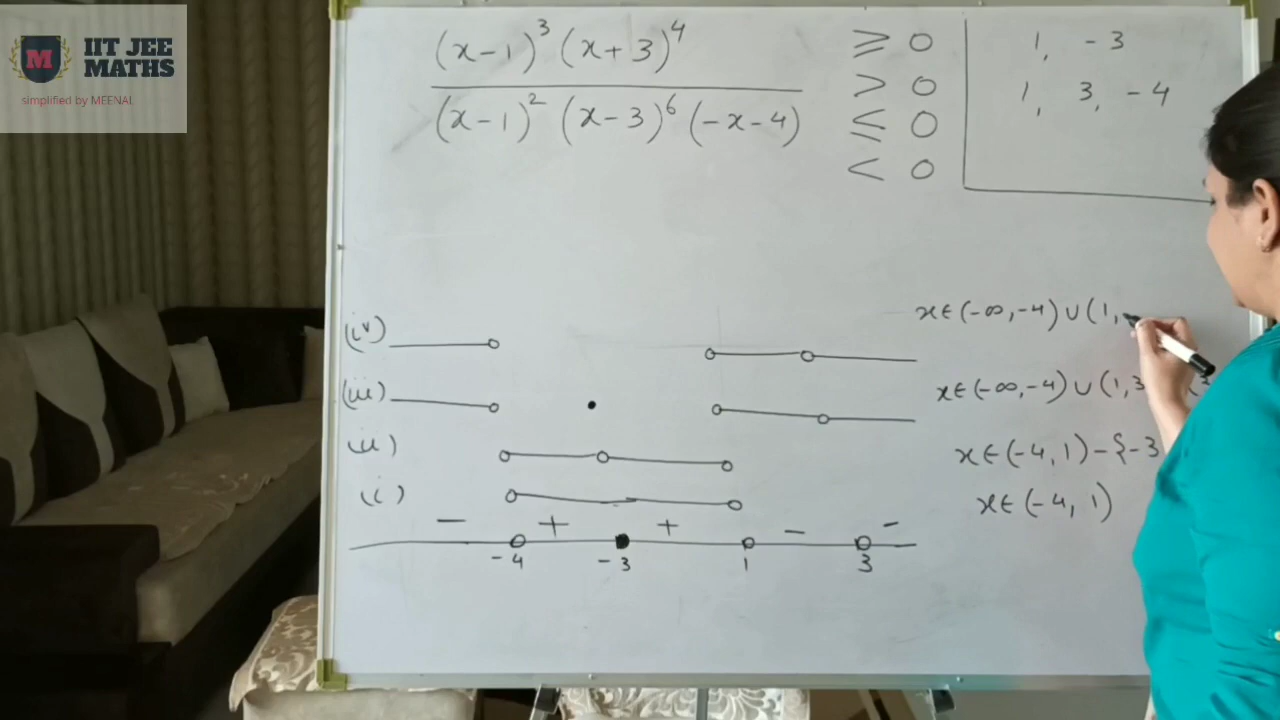 IIT JEE
MATHS
M
simplified by MEENAL
(x-1)³ (x+3)⁴ ≥ 0
> 0
(x-1)² (x-3)⁶ (-x-4) ≤ 0
< 0
1, -3
1, 3, -4
(iv) x∈(-∞,-4)∪(1,
(iii) x∈(-∞,-4)∪(1,3
(ii) x∈(-4,1)-{-3
(i) x∈(-4,1)
- + + - -
-4 -3 1 3